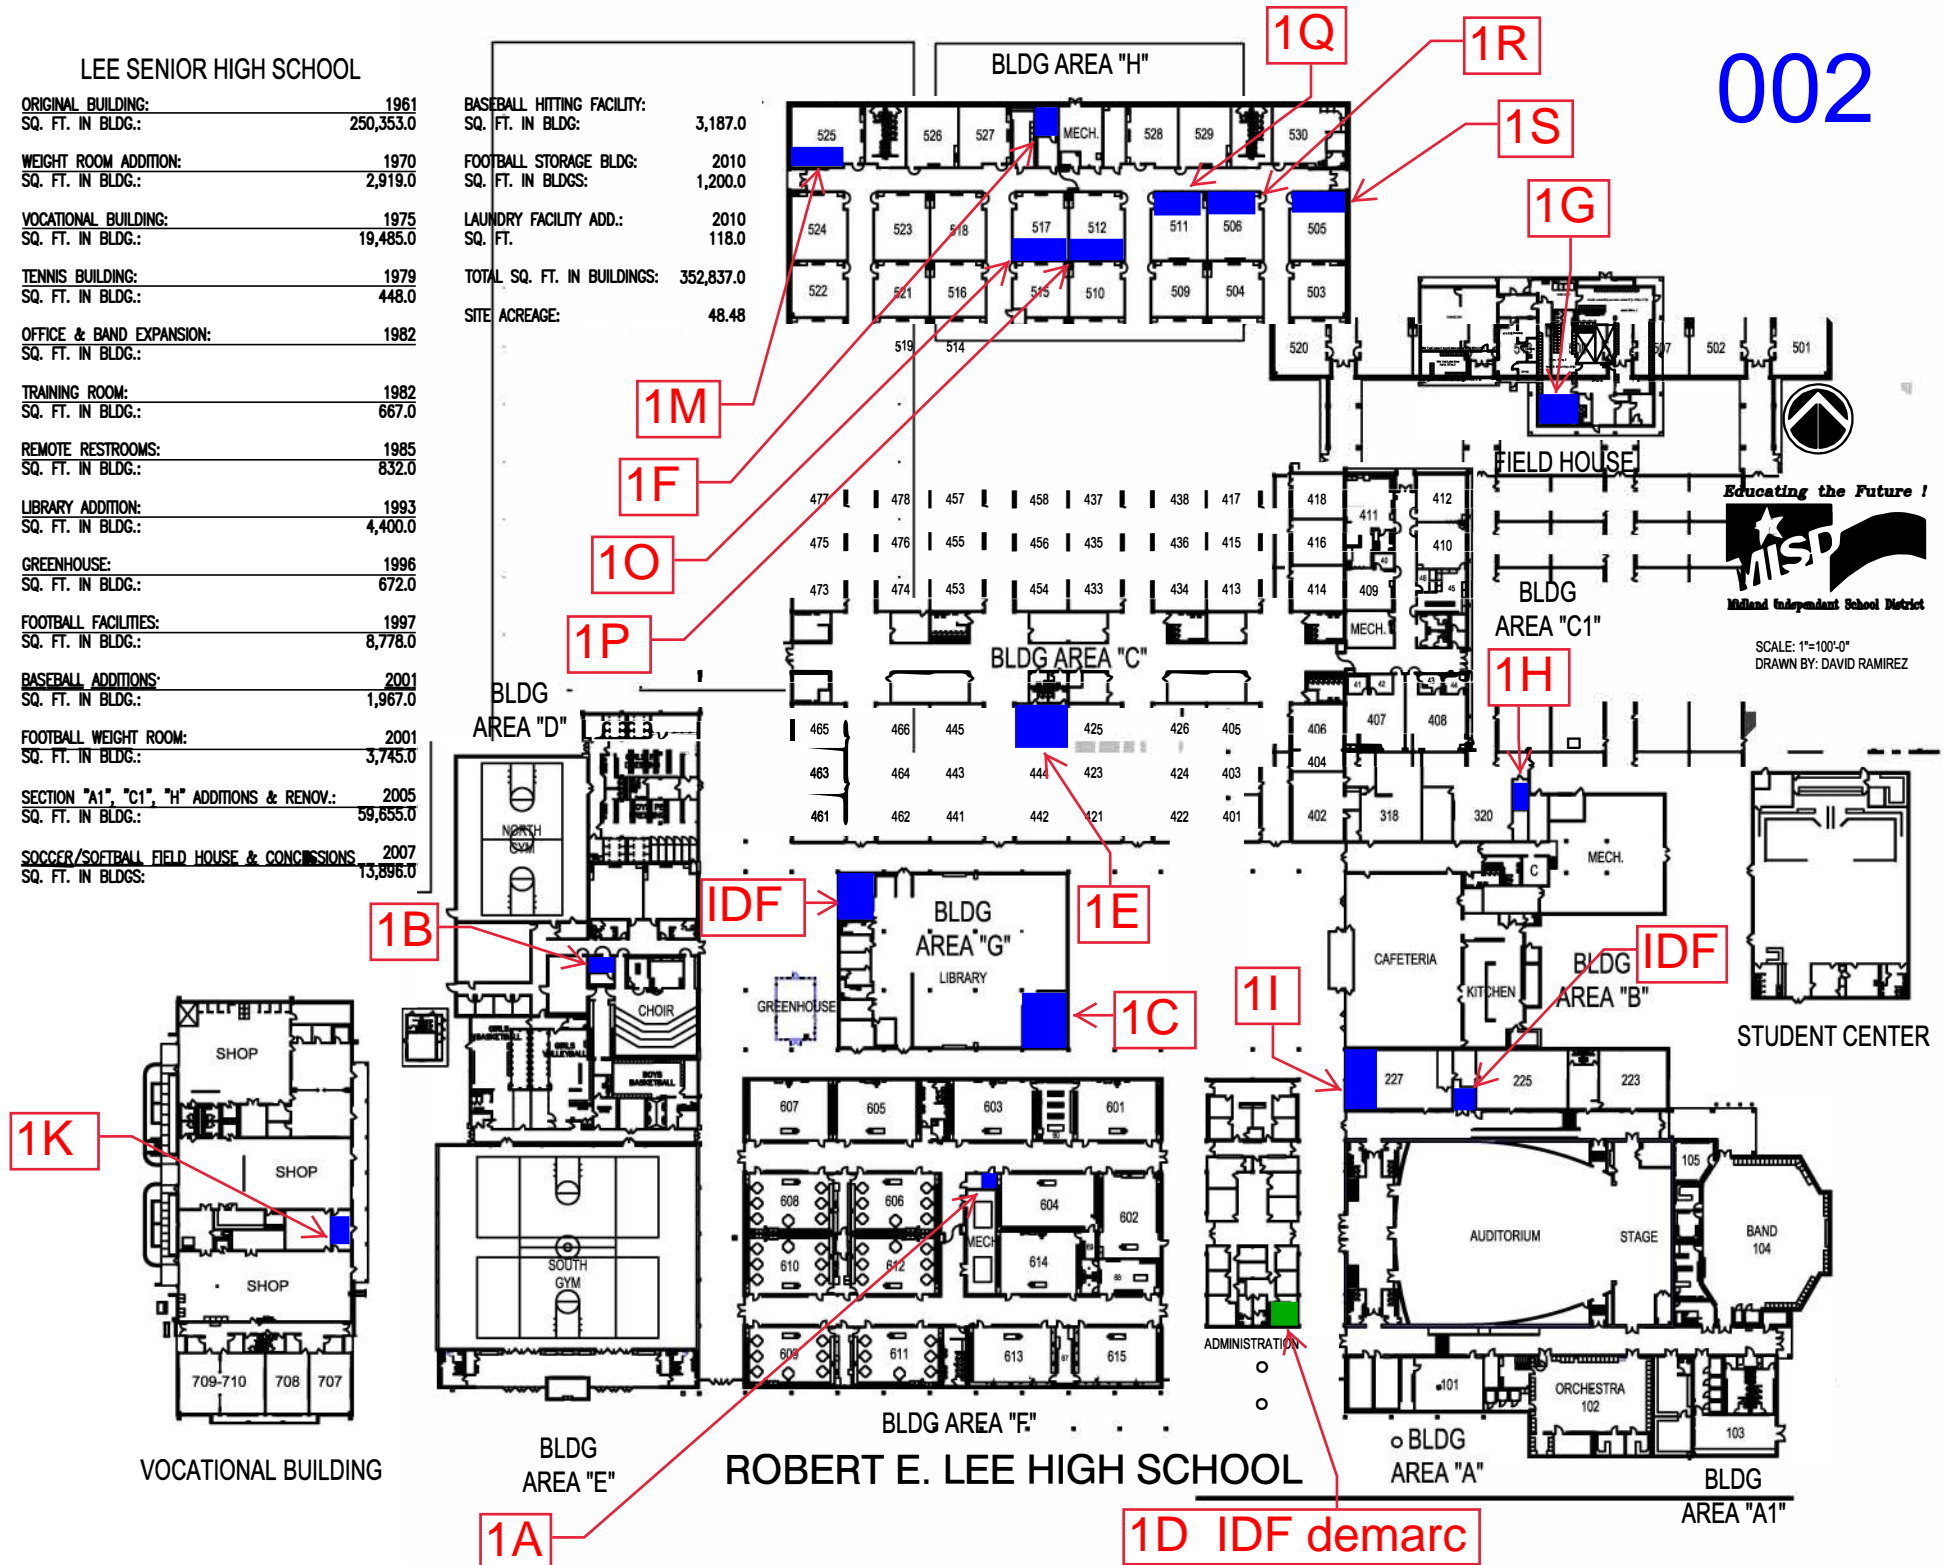 LEE SENIOR HIGH SCHOOL
ORIGINAL BUILDING: 1961
SQ. FT. IN BLDG.: 250,353.0
WEIGHT ROOM ADDITION: 1970
SQ. FT. IN BLDG.: 2,919.0
VOCATIONAL BUILDING: 1975
SQ. FT. IN BLDG.: 19,485.0
TENNIS BUILDING: 1979
SQ. FT. IN BLDG.: 448.0
OFFICE & BAND EXPANSION: 1982
SQ. FT. IN BLDG.:
TRAINING ROOM: 1982
SQ. FT. IN BLDG.: 667.0
REMOTE RESTROOMS: 1985
SQ. FT. IN BLDG.: 832.0
LIBRARY ADDITION: 1993
SQ. FT. IN BLDG.: 4,400.0
GREENHOUSE: 1996
SQ. FT. IN BLDG.: 672.0
FOOTBALL FACILITIES: 1997
SQ. FT. IN BLDG.: 8,778.0
BASEBALL ADDITIONS: 2001
SQ. FT. IN BLDG.: 1,967.0
FOOTBALL WEIGHT ROOM: 2001
SQ. FT. IN BLDG.: 3,745.0
SECTION "A1", "C1", "H" ADDITIONS & RENOV.: 2005
SQ. FT. IN BLDG.: 59,655.0
SOCCER/SOFTBALL FIELD HOUSE & CONCESSIONS 2007
SQ. FT. IN BLDGS: 13,896.0
BASEBALL HITTING FACILITY:
SQ. FT. IN BLDG: 3,187.0
FOOTBALL STORAGE BLDG: 2010
SQ. FT. IN BLDGS: 1,200.0
LAUNDRY FACILITY ADD.: 2010
SQ. FT. 118.0
TOTAL SQ. FT. IN BUILDINGS: 352,837.0
SITE ACREAGE: 48.48
002
BLDG AREA "H"
1Q
1R
1S
1G
525 526 527 MECH. 528 529 530
524 523 518 517 512 511 506 505
522 521 516 515 510 509 504 503
519 514 520 507 502 501
1M
1F
1O
1P
FIELD HOUSE
Educating the Future !
MISD
Midland Independant School District
SCALE: 1"=100'-0"
DRAWN BY: DAVID RAMIREZ
477 478 457 458 437 438 417 418 411 412
475 476 455 456 435 436 415 416 410
473 474 453 454 433 434 413 414 409
MECH.
BLDG
AREA "C1"
BLDG AREA "C"
1H
41 42 43 44 45
465 466 445 425 426 405 406 407 408
463 464 443 444 423 424 403 404
461 462 441 442 421 422 401 402 318 320
MECH.
C
BLDG
AREA "D"
NORTH
GYM
1B
IDF
1E
BLDG
AREA "G"
LIBRARY
1C
GREENHOUSE
CHOIR
GIRLS
BASKETBALL
GIRLS
VOLLEYBALL
BOYS
BASKETBALL
CAFETERIA
KITCHEN
BLDG
AREA "B"
IDF
1I
STUDENT CENTER
227 225 223
SHOP
SHOP
SHOP
1K
709-710 708 707
VOCATIONAL BUILDING
SOUTH
GYM
BLDG
AREA "E"
607 605 603 601
608 606 604 602
MECH
610 612 614
609 611 613 615
BLDG AREA "F"
1A
ADMINISTRATION
1D IDF demarc
105
AUDITORIUM
STAGE
BAND
104
101
ORCHESTRA
102
103
BLDG
AREA "A"
BLDG
AREA "A1"
ROBERT E. LEE HIGH SCHOOL